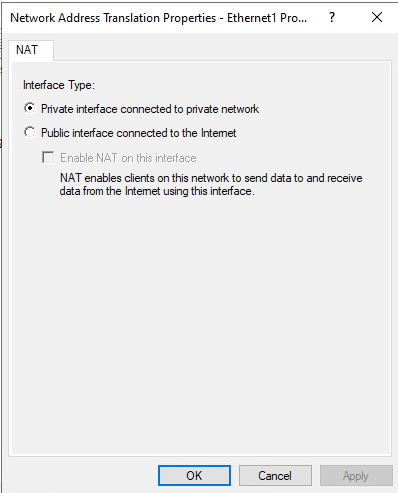 Network Address Translation Properties - Ethernet1 Pro...
NAT
Interface Type:
Private interface connected to private network
Public interface connected to the Internet
Enable NAT on this interface
NAT enables clients on this network to send data to and receive
data from the Internet using this interface.
OK
Cancel
Apply